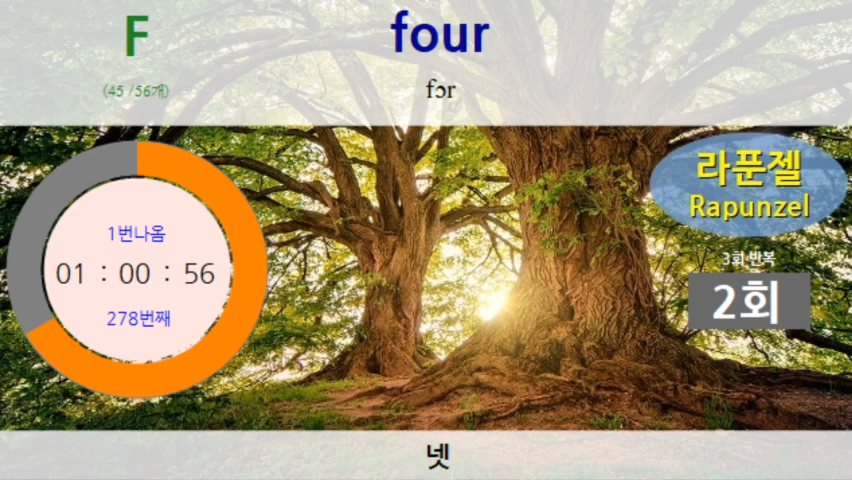 F
(45 /56개)
four
fɔr
1번나옴
01 : 00 : 56
278번째
라푼젤
Rapunzel
3회 반복
2회
넷